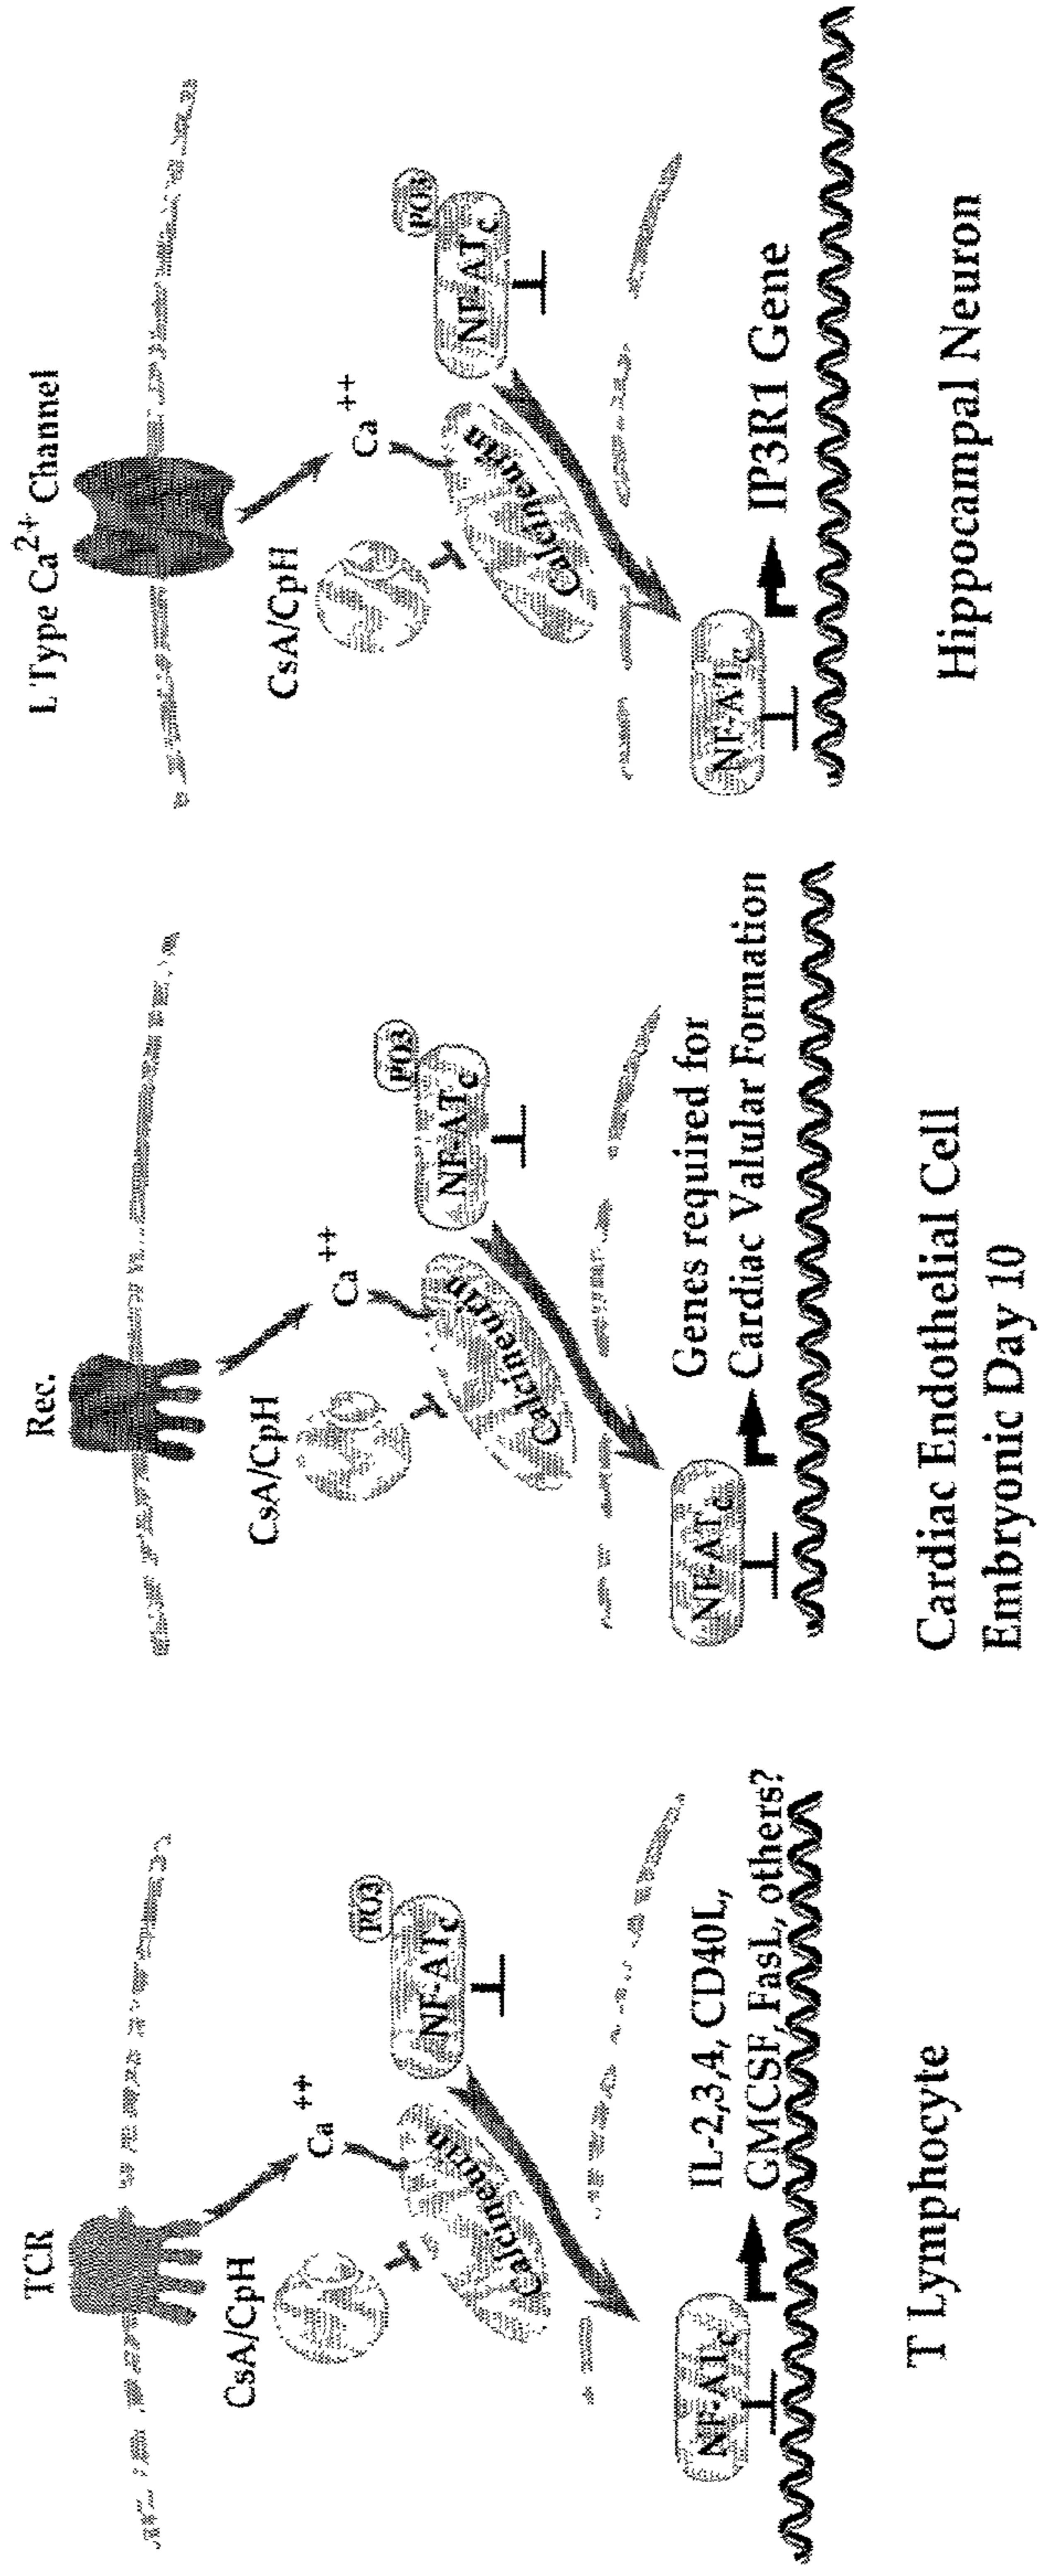 TCR
CsA/CpH
Ca++
Calcineurin
PO3
NF-ATc
NF-ATc
IL-2,3,4, CD40L,
GMCSF, FasL, others?
T Lymphocyte
Rec.
CsA/CpH
Ca++
Calcineurin
PO3
NF-ATc
NF-ATc
Genes required for
Cardiac Valular Formation
Cardiac Endothelial Cell
Embryonic Day 10
L Type Ca2+ Channel
CsA/CpH
Ca++
Calcineurin
PO3
NF-ATc
NF-ATc
IP3R1 Gene
Hippocampal Neuron